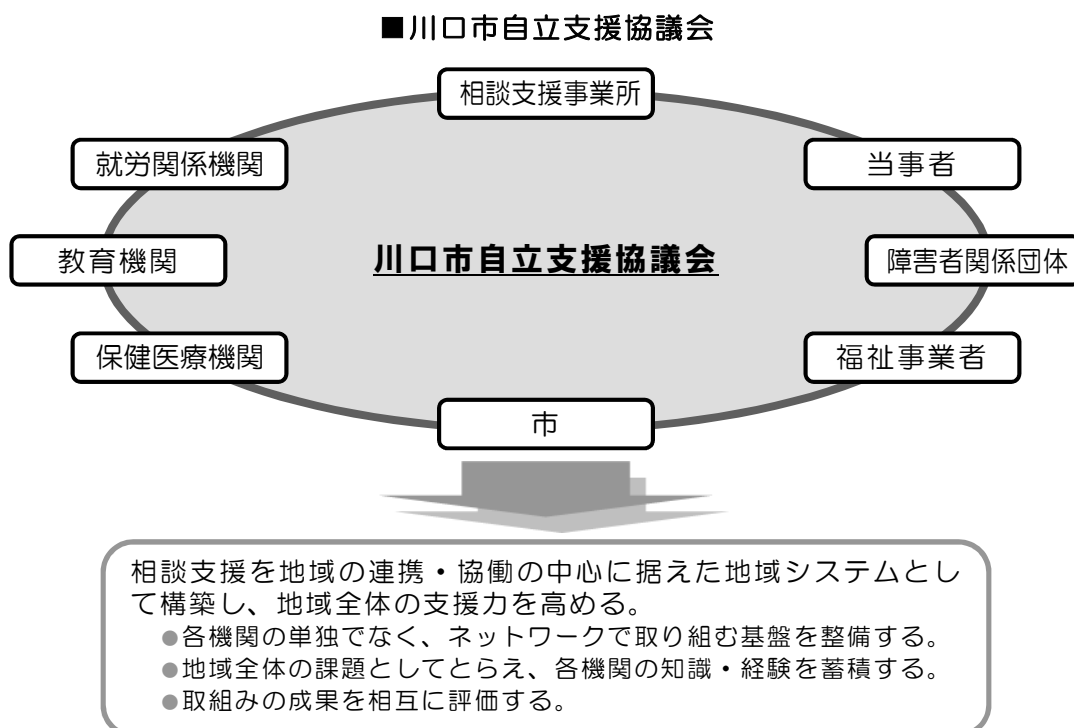 ■川口市自立支援協議会
相談支援事業所
就労関係機関
当事者
教育機関
川口市自立支援協議会
障害者関係団体
保健医療機関
福祉事業者
市
相談支援を地域の連携・協働の中心に据えた地域システムとし
て構築し、地域全体の支援力を高める。
●各機関の単独でなく、ネットワークで取り組む基盤を整備する。
●地域全体の課題としてとらえ、各機関の知識・経験を蓄積する。
●取組みの成果を相互に評価する。